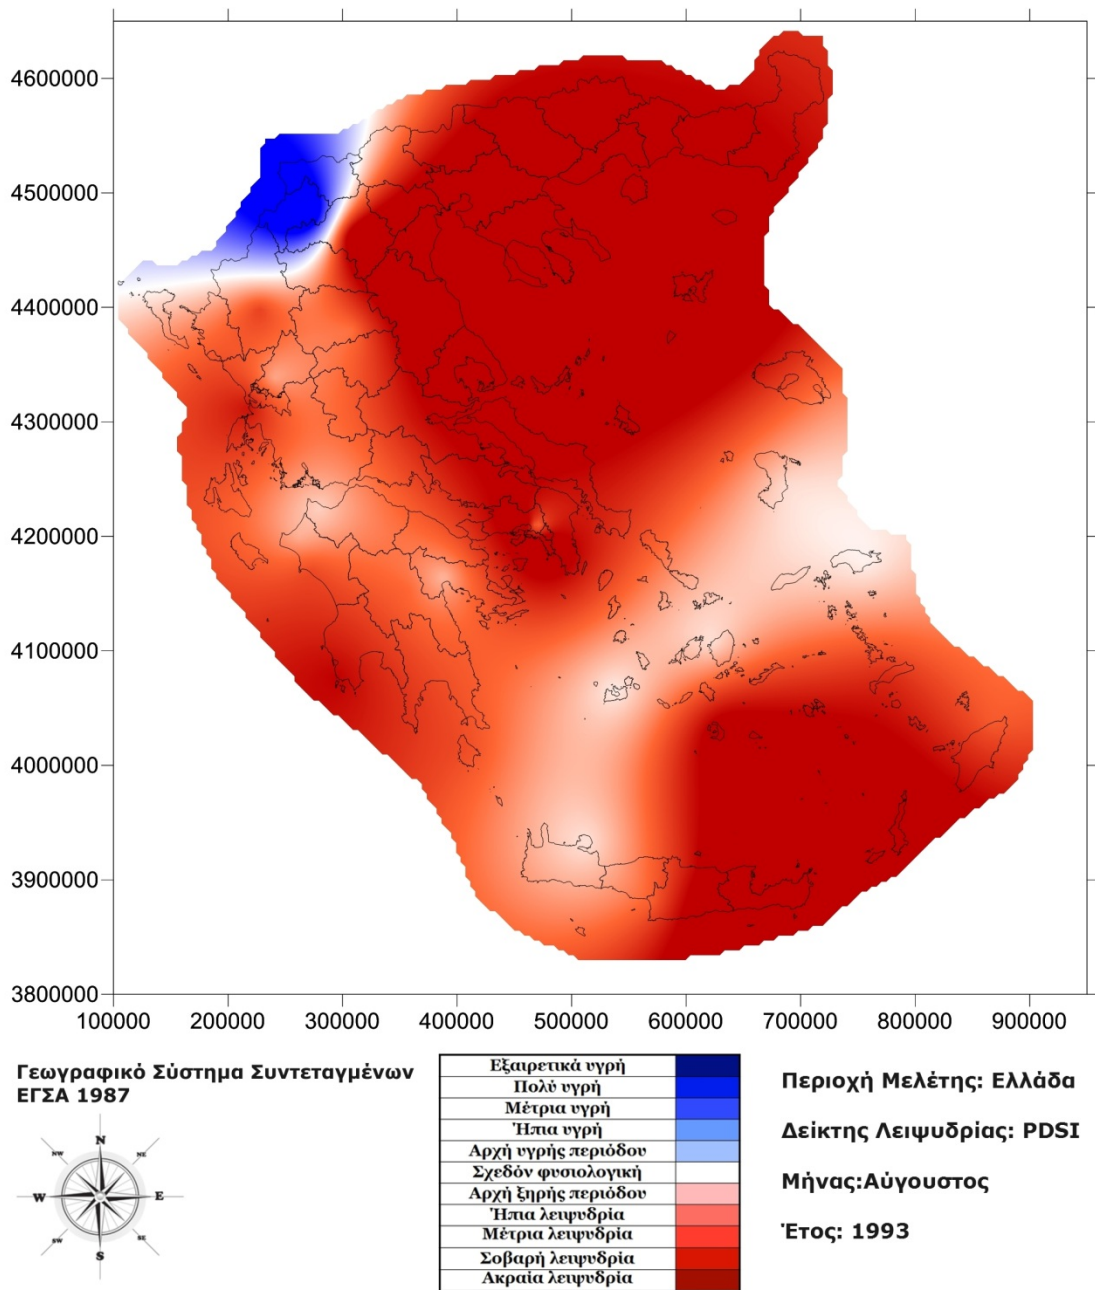 4600000
4500000
4400000
4300000
4200000
4100000
4000000
3900000
3800000
100000 200000 300000 400000 500000 600000 700000 800000 900000
Γεωγραφικό Σύστημα Συντεταγμένων
ΕΓΣΑ 1987
N
NW NE
W E
SW SE
S
Εξαιρετικά υγρή
Πολύ υγρή
Μέτρια υγρή
Ήπια υγρή
Αρχή υγρής περιόδου
Σχεδόν φυσιολογική
Αρχή ξηρής περιόδου
Ήπια λειψυδρία
Μέτρια λειψυδρία
Σοβαρή λειψυδρία
Ακραία λειψυδρία
Περιοχή Μελέτης: Ελλάδα
Δείκτης Λειψυδρίας: PDSI
Μήνας:Αύγουστος
Έτος: 1993